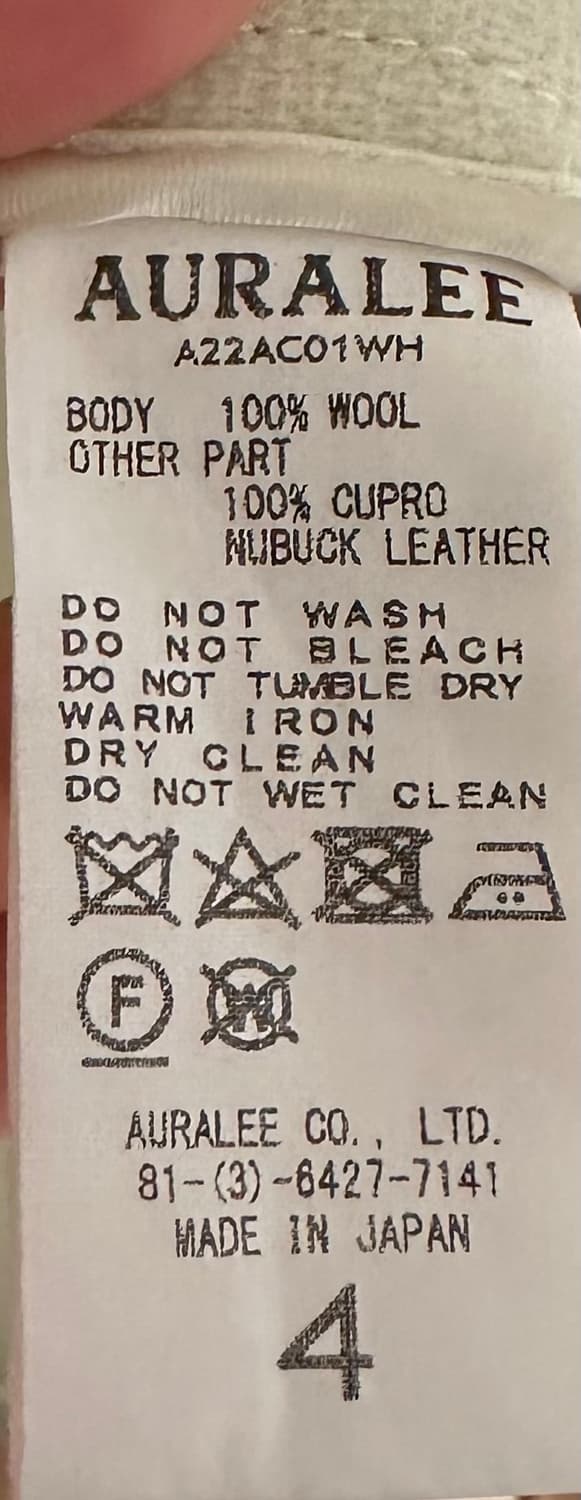 AURALEE
A22AC01WH
BODY 100% WOOL
OTHER PART
100% CUPRO
NUBUCK LEATHER
DO NOT WASH
DO NOT BLEACH
DO NOT TUMBLE DRY
WARM IRON
DRY CLEAN
DO NOT WET CLEAN
F W
AURALEE CO., LTD.
81-(3)-6427-7141
MADE IN JAPAN
4